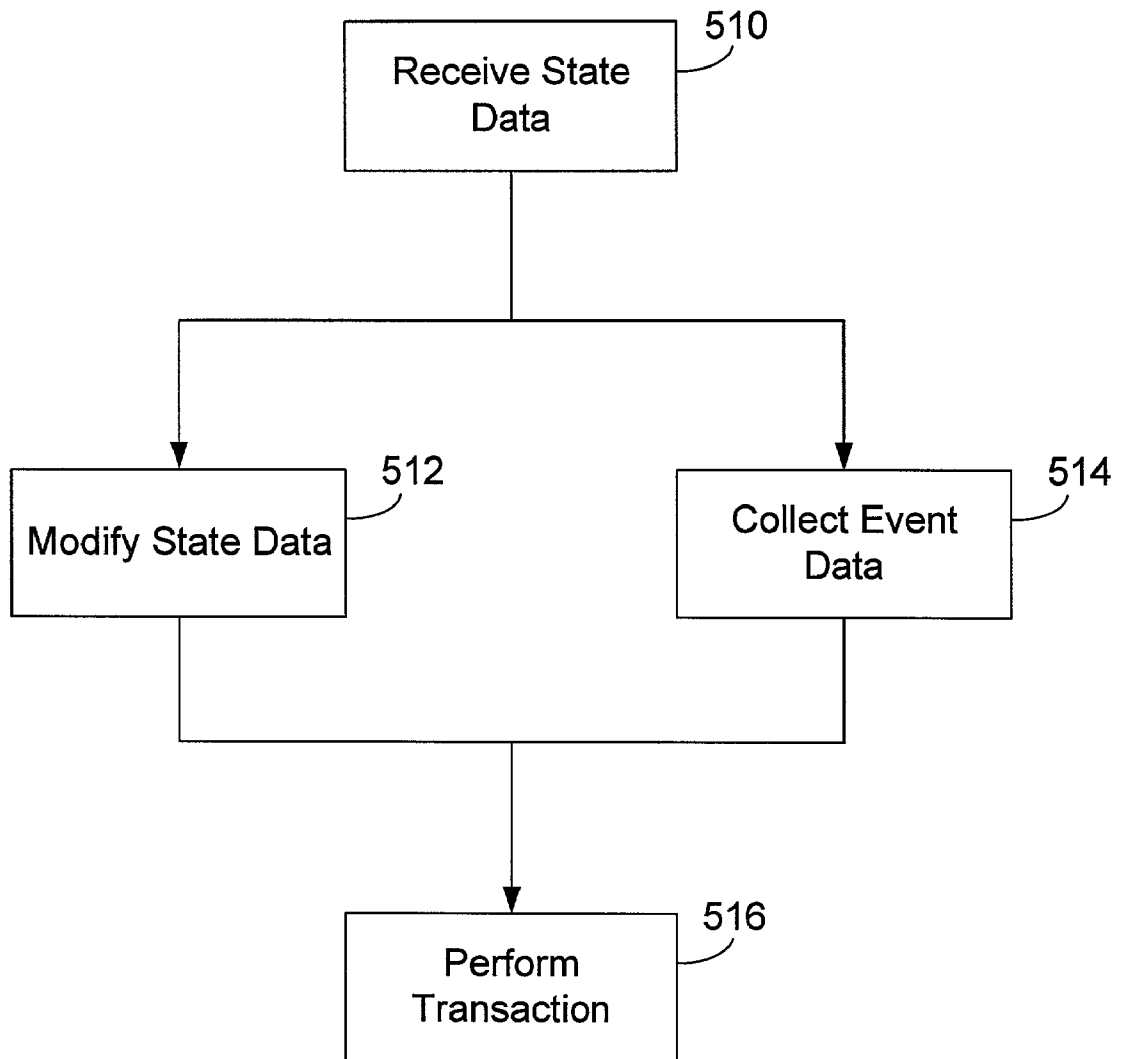 510
Receive State
Data
512
Modify State Data
514
Collect Event
Data
516
Perform
Transaction